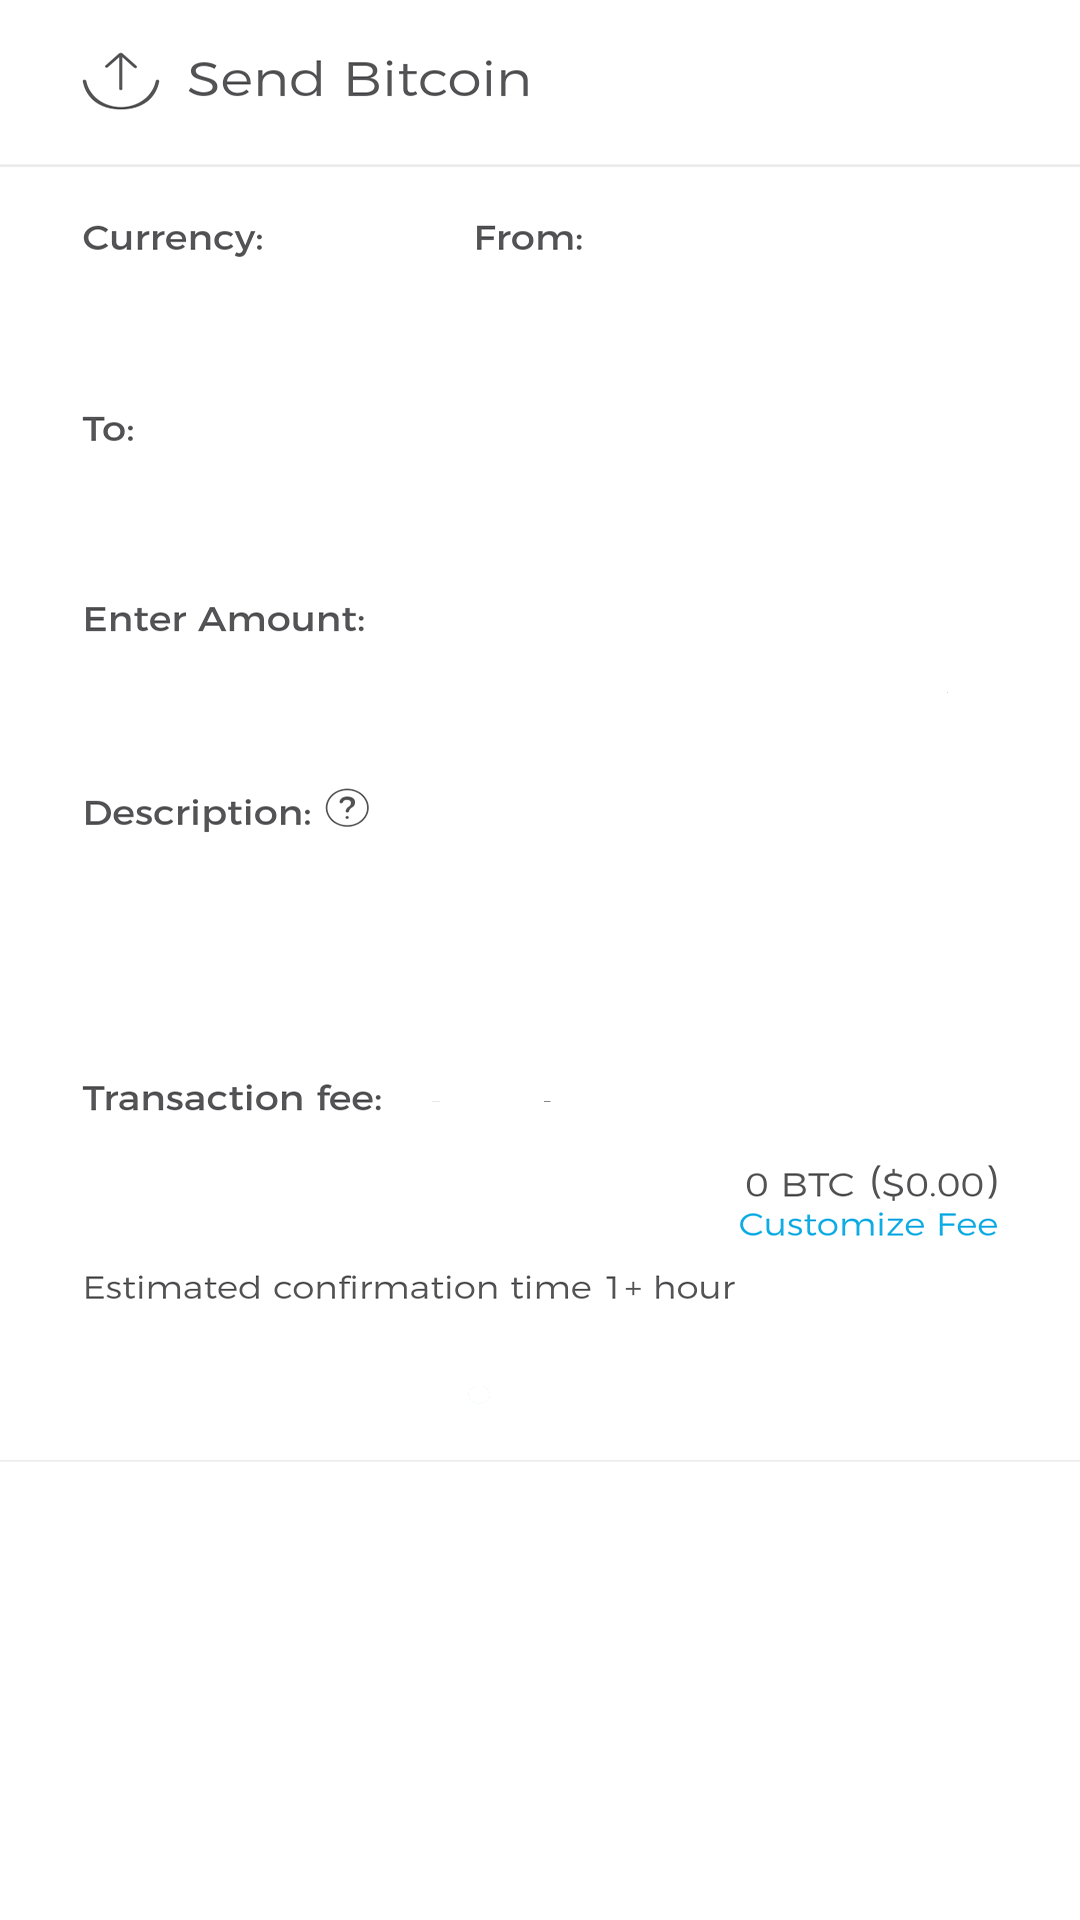 Send Bitcoin
Currency: From:
To:
Enter Amount:
Description: ?
Transaction fee:
0 BTC ($0.00)
Customize Fee
Estimated confirmation time 1+ hour